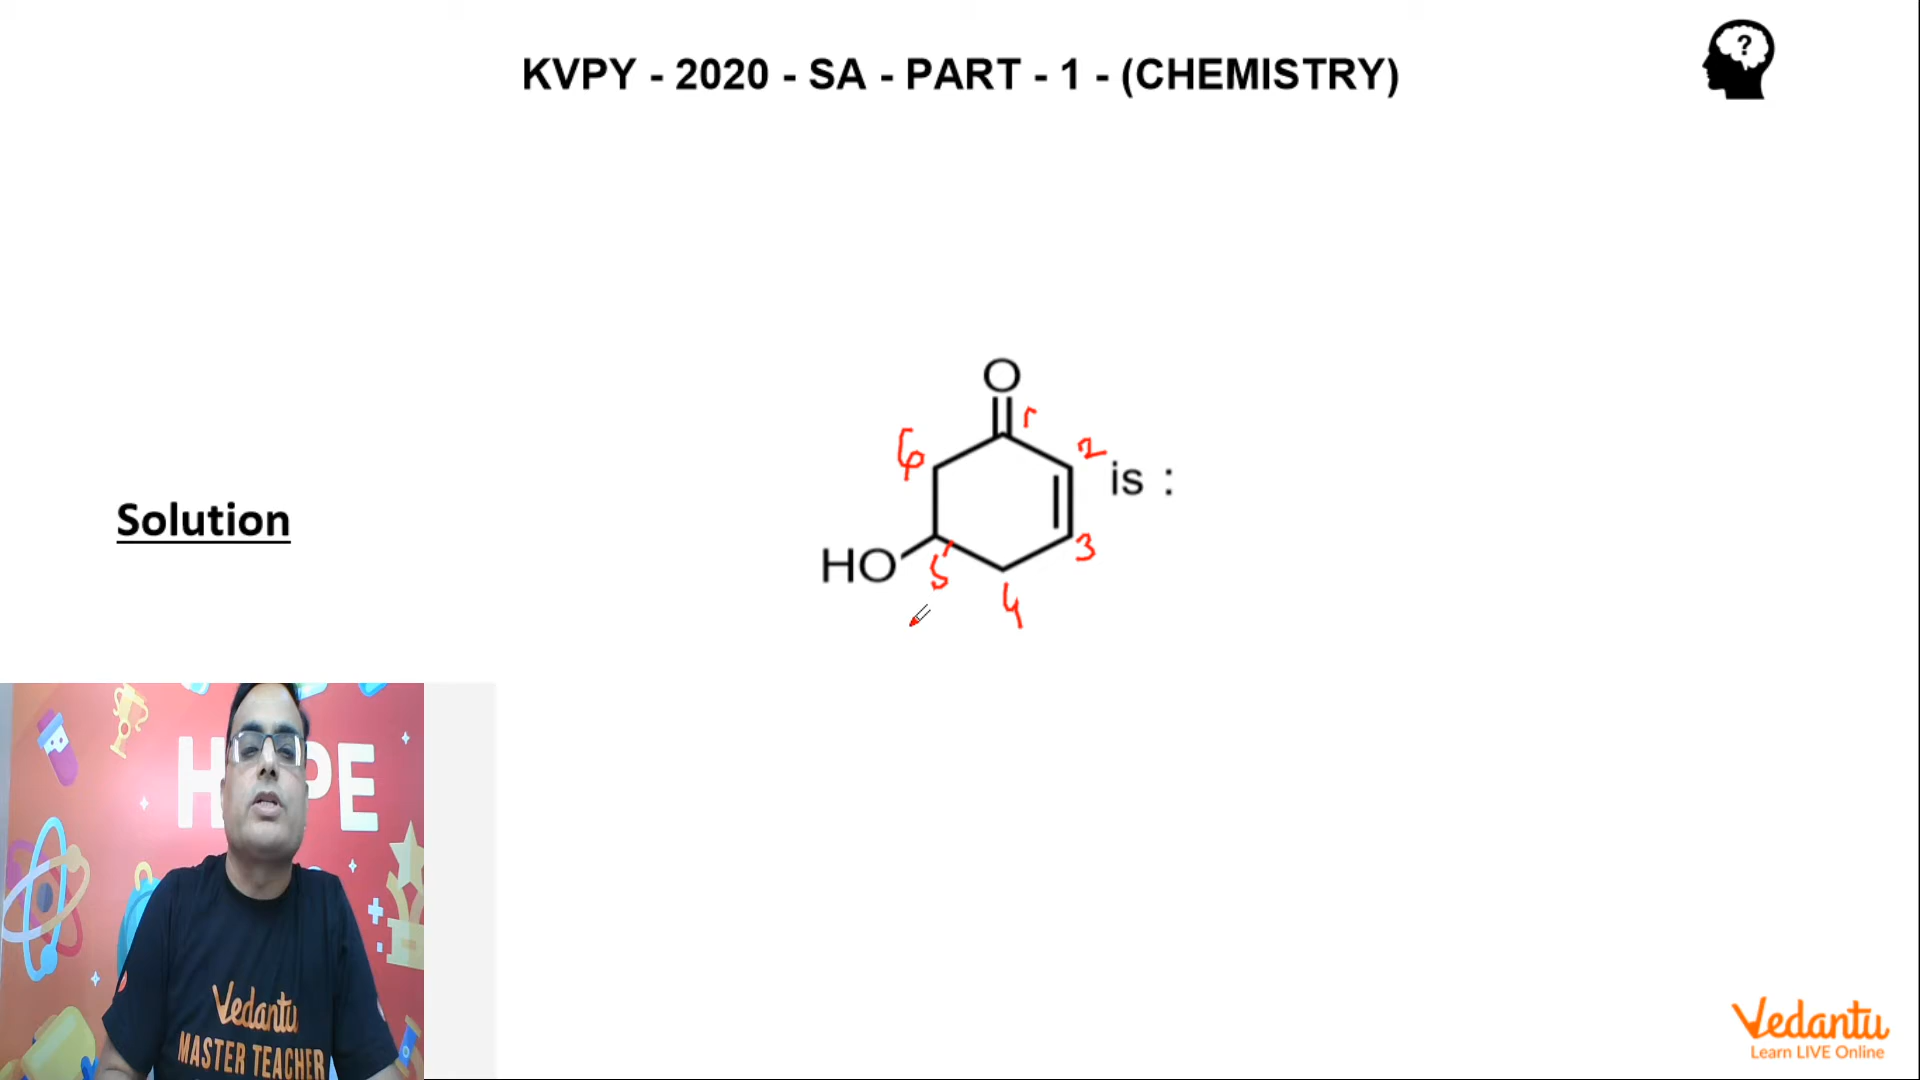 KVPY - 2020 - SA - PART - 1 - (CHEMISTRY)
?
O
1
6
2
is :
Solution
3
HO
5
4
HOPE
Vedantu
MASTER TEACHER
Vedantu
Learn LIVE Online